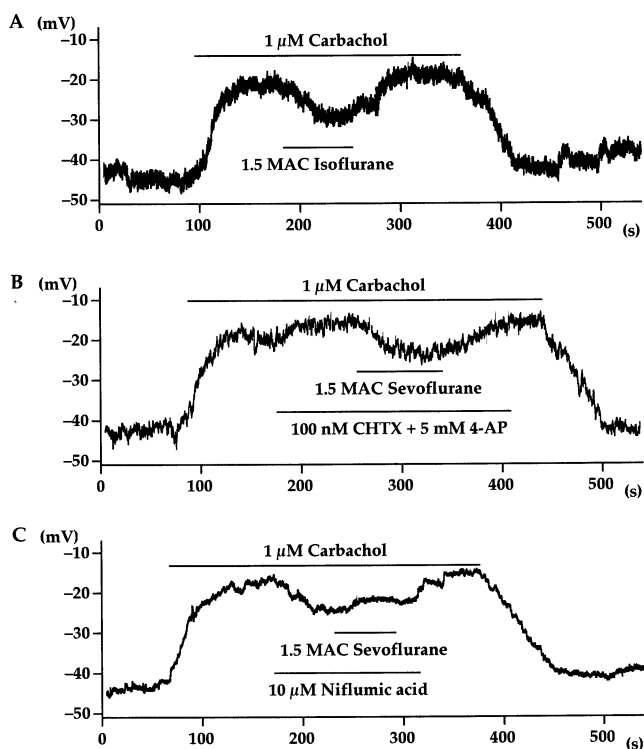 A (mV)
1 μM Carbachol
−10
−20
−30
−40
−50
1.5 MAC Isoflurane
0 100 200 300 400 500 (s)
B (mV)
1 μM Carbachol
−10
−20
−30
−40
−50
1.5 MAC Sevoflurane
100 nM CHTX + 5 mM 4-AP
0 100 200 300 400 500 (s)
C (mV)
1 μM Carbachol
−10
−20
−30
−40
−50
1.5 MAC Sevoflurane
10 μM Niflumic acid
0 100 200 300 400 500 (s)